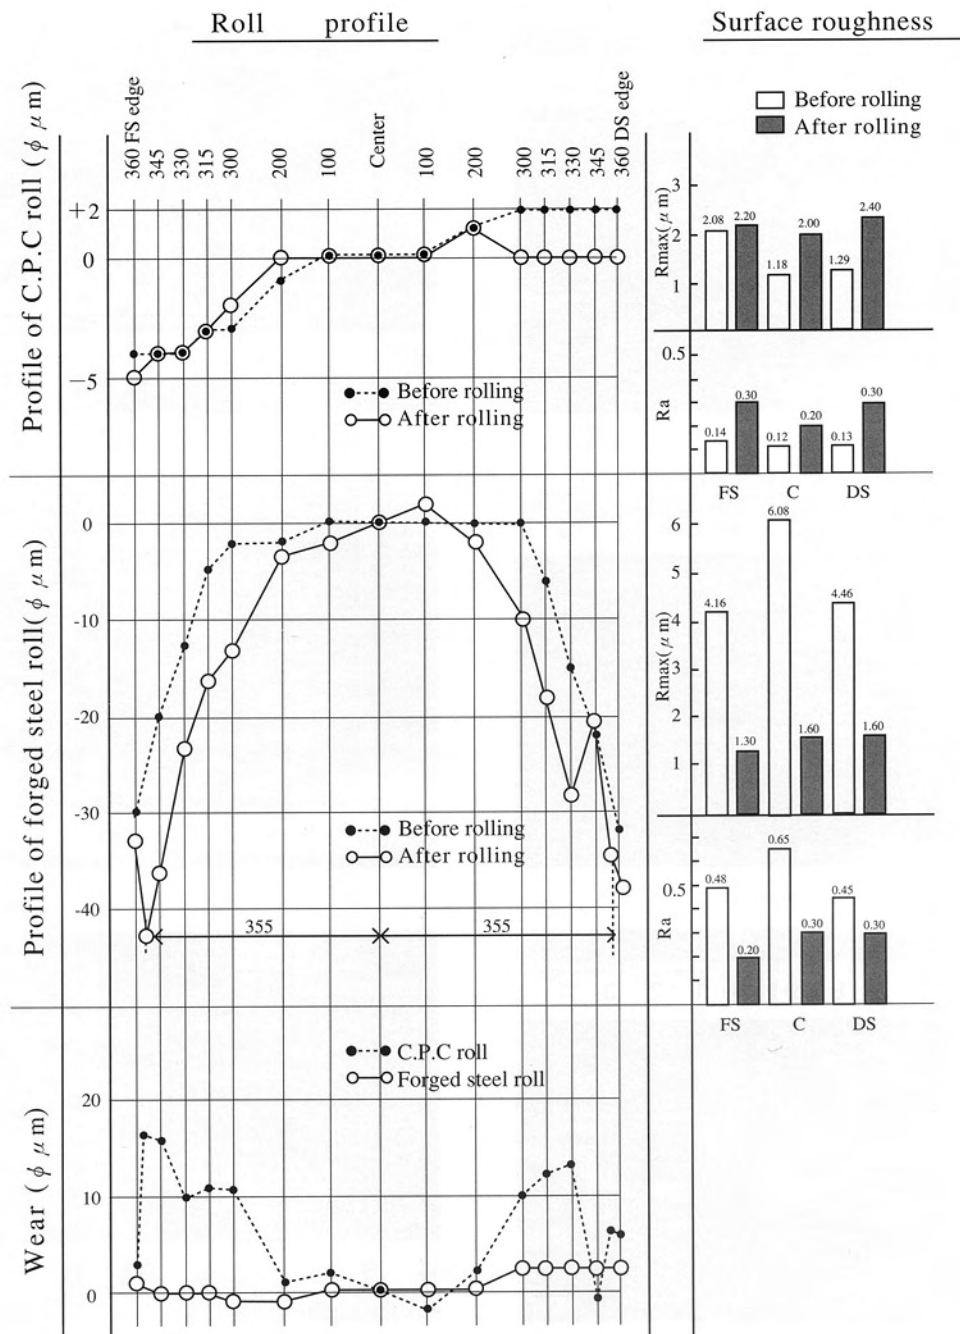 Roll profile
Surface roughness
Before rolling
After rolling
Profile of C.P.C roll (φ μm)
360 FS edge
345
330
315
300
200
100
Center
100
200
300
315
330
345
360 DS edge
+2
0
−5
Before rolling
After rolling
Rmax(μm)
3
2
1
2.08
2.20
1.18
2.00
1.29
2.40
Ra
0.5
0.14
0.30
0.12
0.20
0.13
0.30
FS
C
DS
Profile of forged steel roll(φ μm)
0
-10
-20
-30
-40
Before rolling
After rolling
355
355
Rmax(μm)
6
5
4
3
2
1
4.16
1.30
6.08
1.60
4.46
1.60
Ra
0.5
0.48
0.20
0.65
0.30
0.45
0.30
FS
C
DS
Wear (φ μm)
20
10
0
C.P.C roll
Forged steel roll